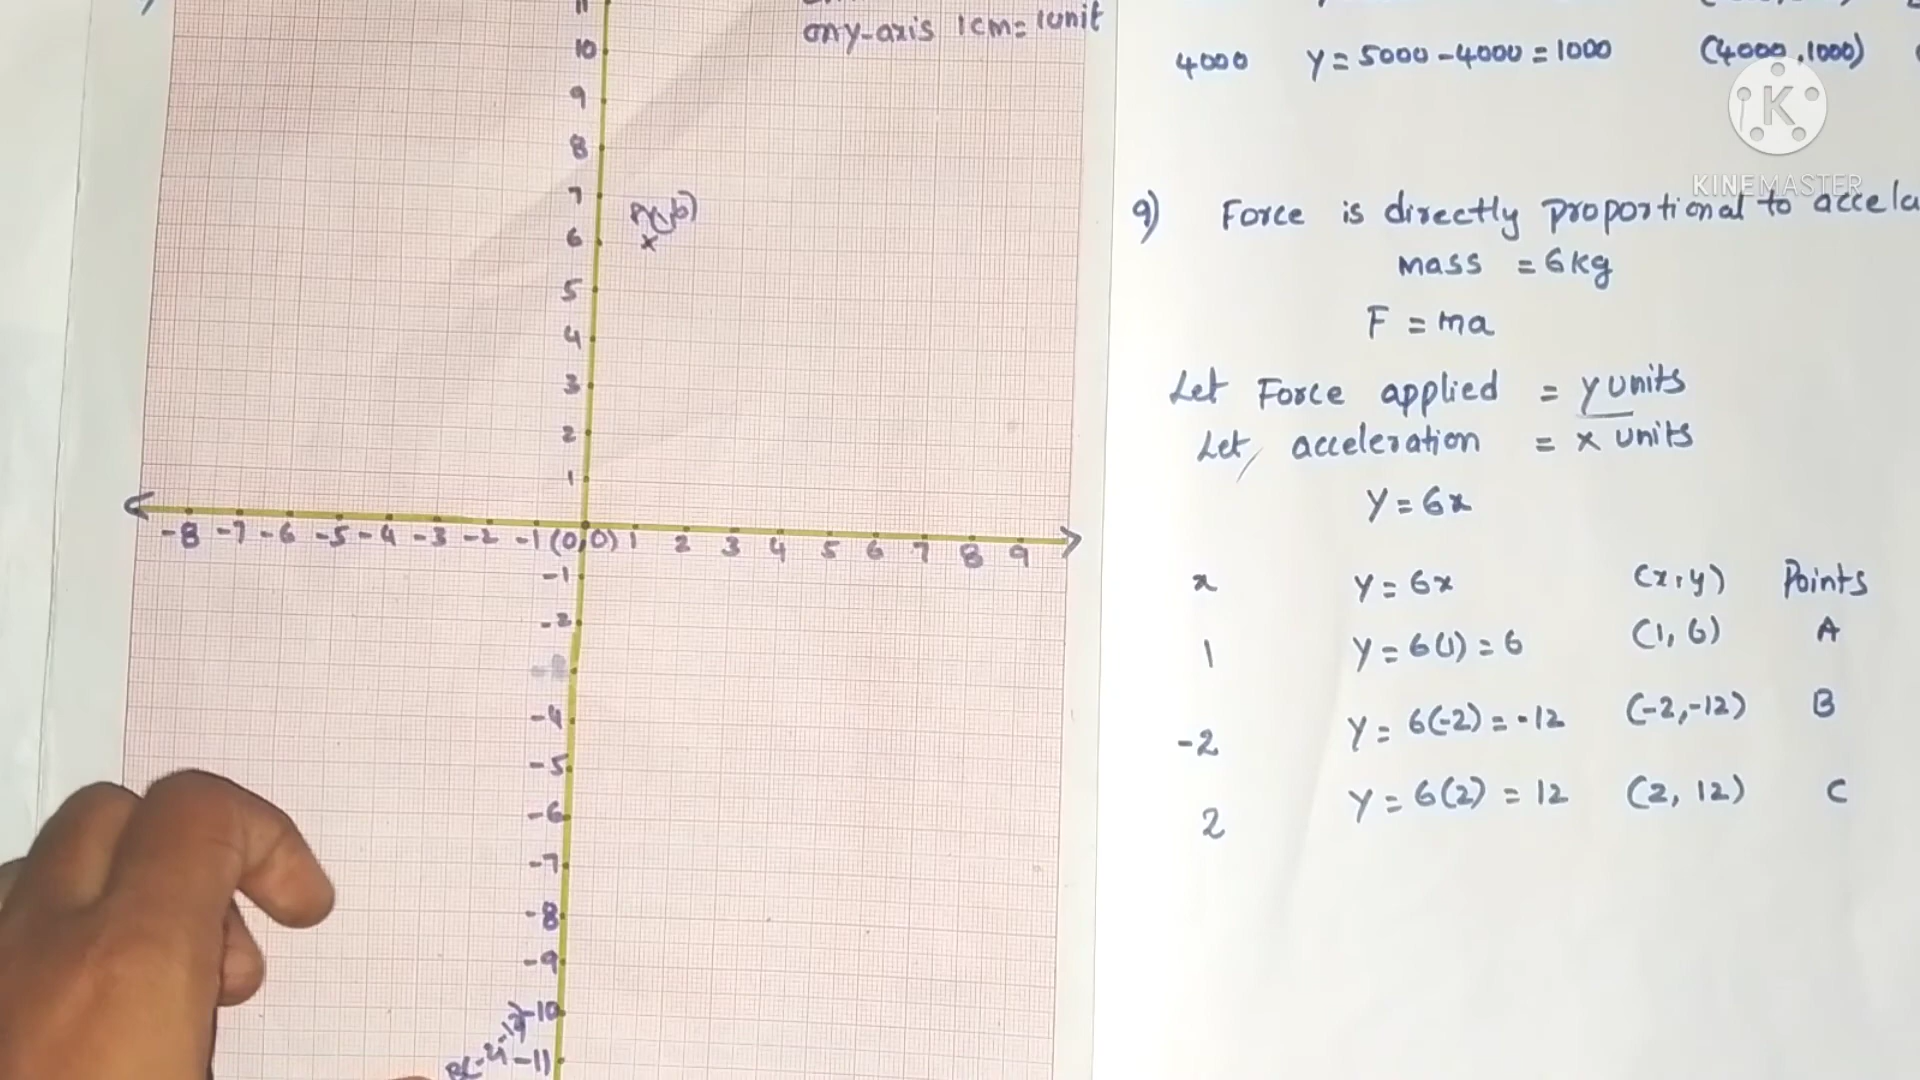 on y-axis 1cm = 1unit
11
10
9
8
7
A(1,6)
6
5
4
3
2
1
-8 -7 -6 -5 -4 -3 -2 -1 (0,0) 1 2 3 4 5 6 7 8 9
-1
-2
-4
-5
-6
-7
-8
-9
-10
B(-2,-12)
-11
4000 y = 5000 - 4000 = 1000 (4000,1000)
KINEMASTER
9) Force is directly proportional to accela
mass = 6kg
F = ma
Let Force applied = y units
Let, acceleration = x units
y = 6x
x y = 6x (x,y) Points
1 y = 6(1) = 6 (1,6) A
-2 y = 6(-2) = -12 (-2,-12) B
2 y = 6(2) = 12 (2, 12) C